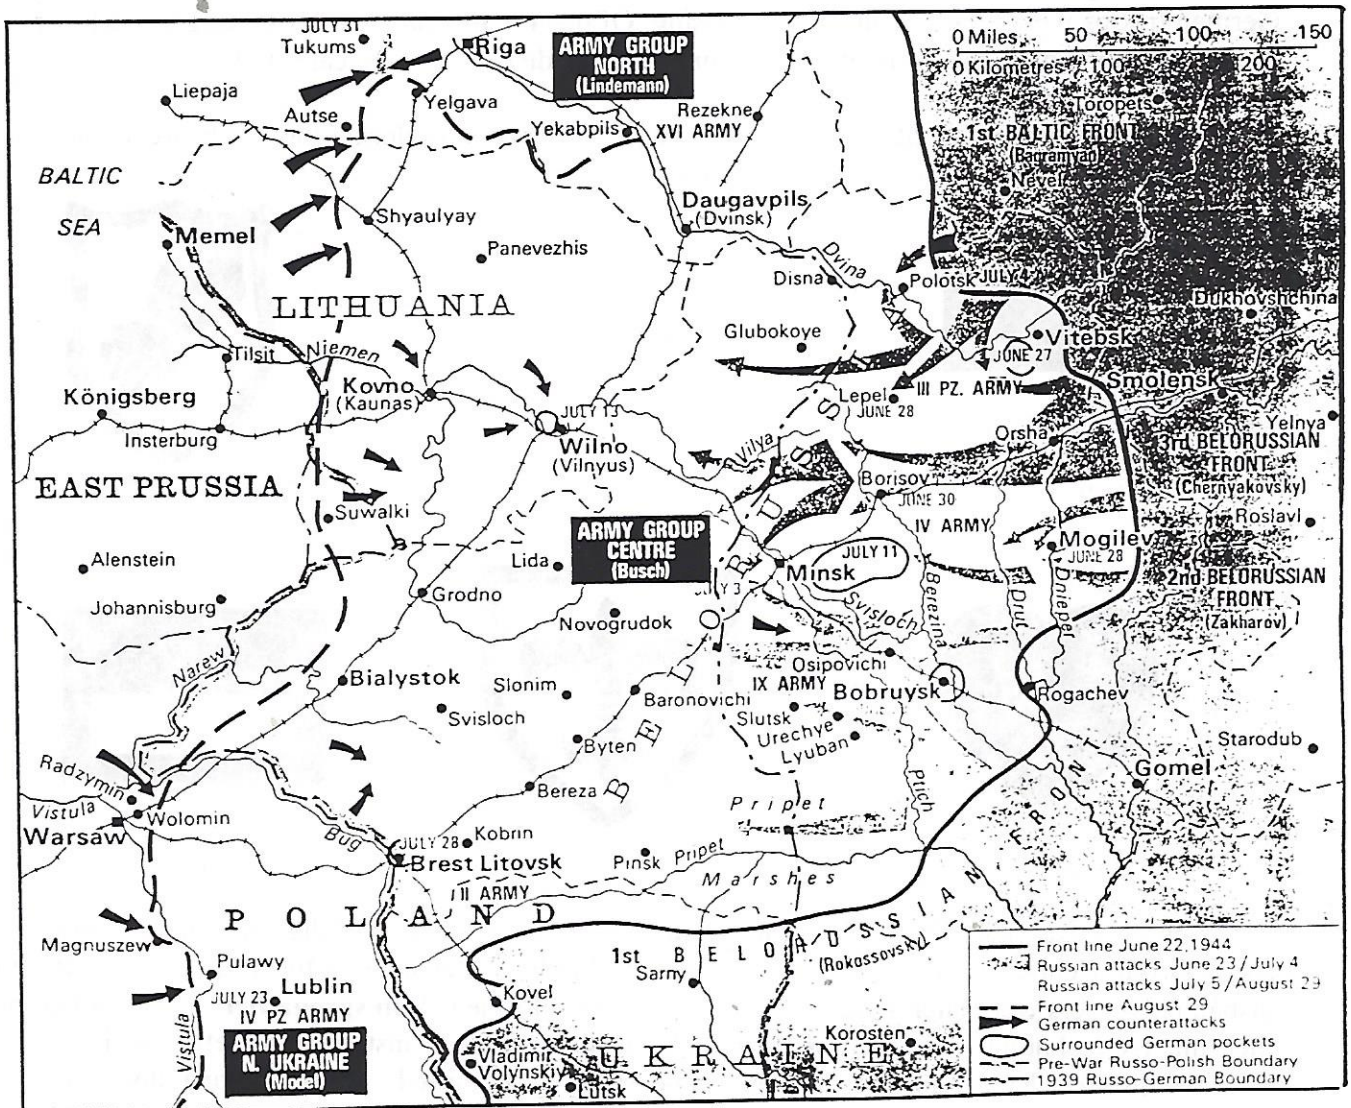 JULY 31
Tukums
Riga
ARMY GROUP
NORTH
(Lindemann)
0 Miles 50 100 150
0 Kilometres 100 200
Liepaja
Autse
Yelgava
Yekabpils
Rezekne
XVI ARMY
Toropets
1st BALTIC FRONT
(Bagramyan)
Nevel
BALTIC
SEA
Memel
Shyaulyay
Panevezhis
Daugavpils
(Dvinsk)
Disna
Dvina
Polotsk JULY 4
Dukhovshchina
LITHUANIA
Glubokoye
Vitebsk
JUNE 27
Tilsit
Niemen
Kovno
(Kaunas)
Königsberg
Insterburg
JULY 13
Wilno
(Vilnyus)
Lepel
JUNE 28
III PZ. ARMY
Smolensk
Yelnya
Orsha
3rd BELORUSSIAN
FRONT
(Chernyakovsky)
Vilya
EAST PRUSSIA
Suwalki
Borisov
JUNE 30
IV ARMY
Roslavl
ARMY GROUP
CENTRE
(Busch)
Alenstein
Lida
Minsk
JULY 11
JULY 3
Mogilev
JUNE 28
2nd BELORUSSIAN
FRONT
(Zakharov)
Johannisburg
Grodno
Novogrudok
Svisloch
Berezina
Drut
Dnieper
Narew
Bialystok
Slonim
Svisloch
Baronovichi
Osipovichi
IX ARMY
Bobruysk
Rogachev
Slutsk
Urechye
Lyuban
Byten
Bereza
BELORUSSIA
Starodub
Gomel
Radzymin
Vistula
Wolomin
Warsaw
Bug
JULY 28
Kobrin
Brest Litovsk
II ARMY
Pinsk
Pripet
Pripet
Marshes
Ptich
POLAND
Magnuszew
Pulawy
JULY 23
Lublin
IV PZ ARMY
Vistula
ARMY GROUP
N. UKRAINE
(Model)
1st BELORUSSIAN FRONT
(Rokassovsky)
Sarny
Kovel
Vladimir
Volynskiy
Lutsk
Korosten
UKRAINE
Front line June 22, 1944
Russian attacks June 23/July 4
Russian attacks July 5/August 29
Front line August 29
German counterattacks
Surrounded German pockets
Pre-War Russo-Polish Boundary
1939 Russo-German Boundary